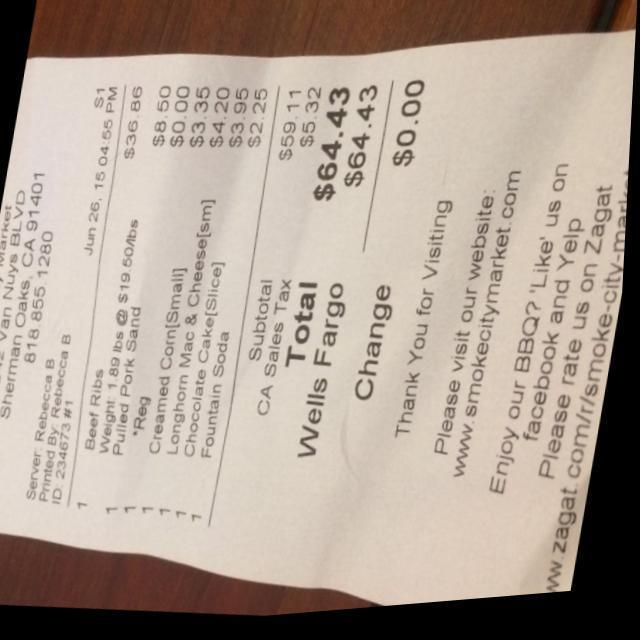 Market
Van Nuys BLVD
Sherman Oaks, CA 91401
818.855.1280
Server: Rebecca B
Printed By: Rebecca B
ID: 234673 #1 Jun 26, 15 04:55 PM S1
1 Beef Ribs $36.86
Weight: 1.89 lbs @ $19.50/lbs
1 Pulled Pork Sand $8.50
1 *Reg $0.00
1 Creamed Corn[Small] $3.35
1 Longhorn Mac & Cheese[sm] $4.20
1 Chocolate Cake[Slice] $3.95
1 Fountain Soda $2.25
Subtotal $59.11
CA Sales Tax $5.32
Total $64.43
Wells Fargo $64.43
Change $0.00
Thank You for Visiting
Please visit our website:
www.smokecitymarket.com
Enjoy our BBQ? 'Like' us on
facebook and Yelp
Please rate us on Zagat
ww.zagat.com/r/smoke-city-market